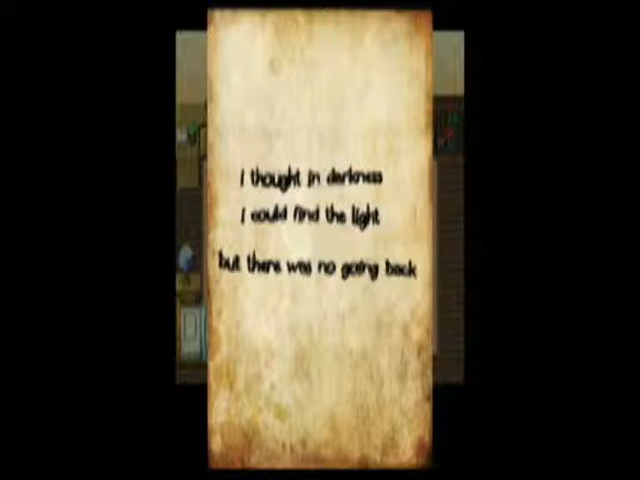 I thought in darkness
I could find the light
but there was no going back